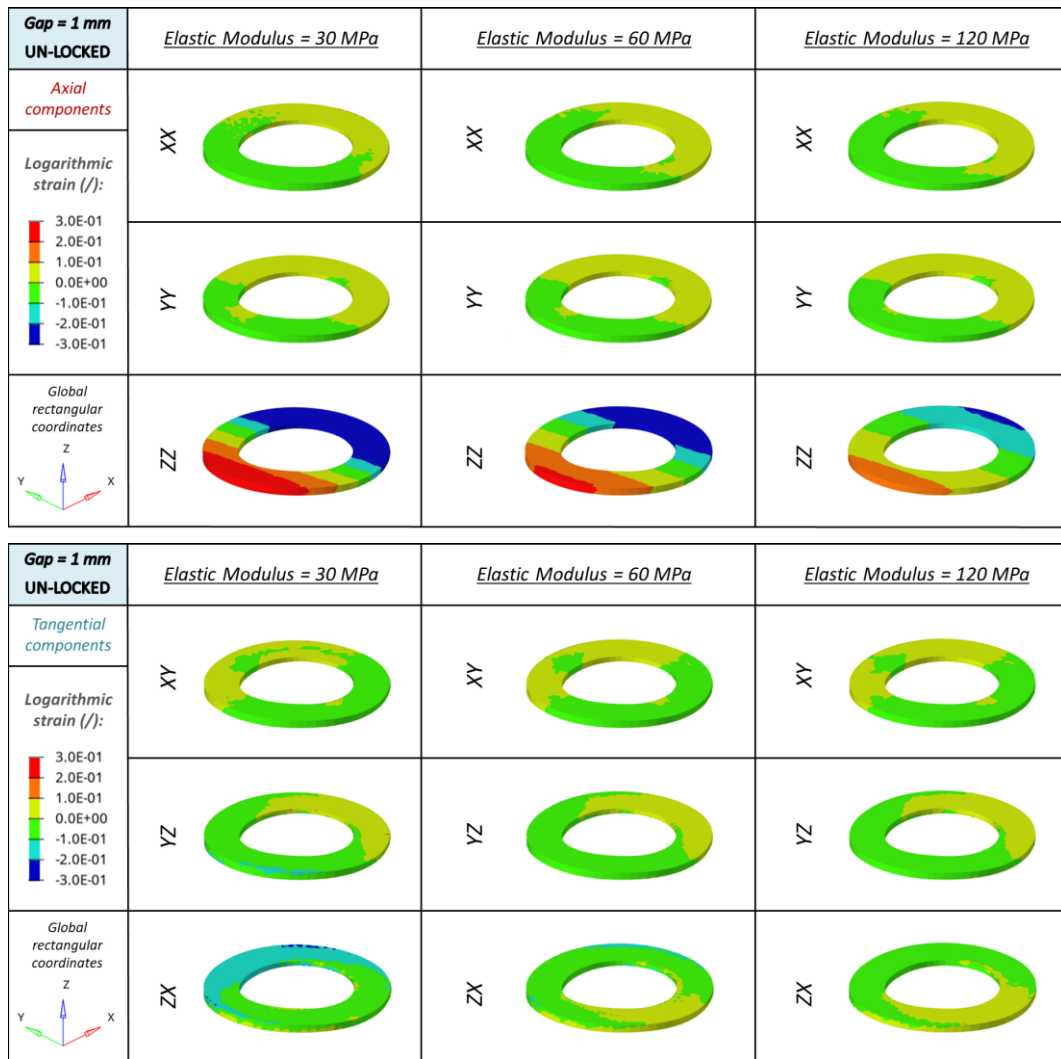 Gap = 1 mm
UN-LOCKED
Elastic Modulus = 30 MPa
Elastic Modulus = 60 MPa
Elastic Modulus = 120 MPa
Axial
components
Logarithmic
strain (/):
3.0E-01
2.0E-01
1.0E-01
0.0E+00
-1.0E-01
-2.0E-01
-3.0E-01
XX
XX
XX
YY
YY
YY
Global
rectangular
coordinates
Z
Y
X
ZZ
ZZ
ZZ
Gap = 1 mm
UN-LOCKED
Elastic Modulus = 30 MPa
Elastic Modulus = 60 MPa
Elastic Modulus = 120 MPa
Tangential
components
Logarithmic
strain (/):
3.0E-01
2.0E-01
1.0E-01
0.0E+00
-1.0E-01
-2.0E-01
-3.0E-01
XY
XY
XY
YZ
YZ
YZ
Global
rectangular
coordinates
Z
Y
X
ZX
ZX
ZX